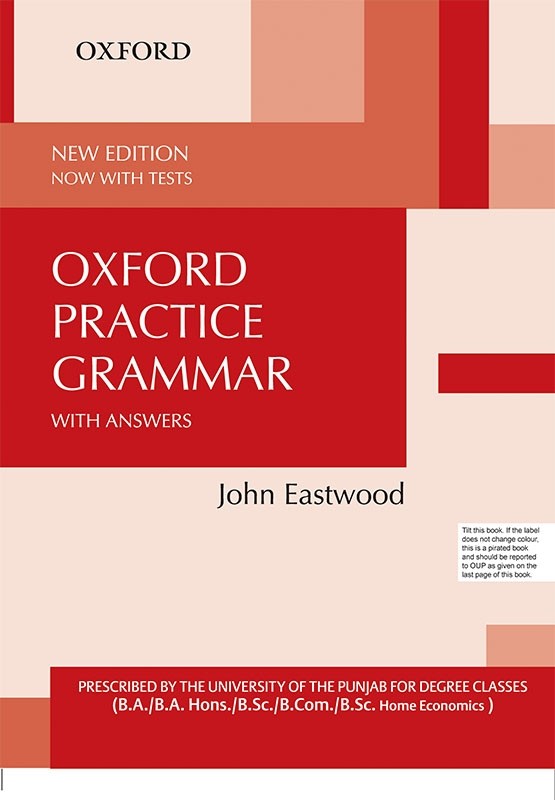 OXFORD
NEW EDITION
NOW WITH TESTS
OXFORD
PRACTICE
GRAMMAR
WITH ANSWERS
John Eastwood
Tilt this book. If the label
does not change colour,
this is a pirated book
and should be reported
to OUP as given on the
last page of this book.
PRESCRIBED BY THE UNIVERSITY OF THE PUNJAB FOR DEGREE CLASSES
(B.A./B.A. Hons./B.Sc./B.Com./B.Sc. Home Economics )